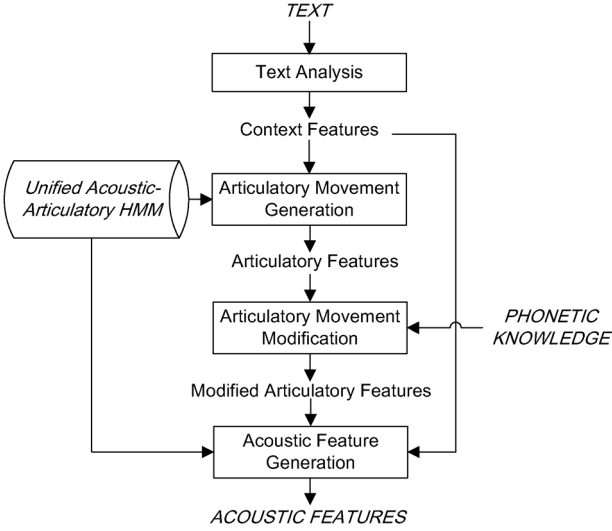 TEXT
Text Analysis
Context Features
Unified Acoustic-
Articulatory HMM
Articulatory Movement
Generation
Articulatory Features
Articulatory Movement
Modification
PHONETIC
KNOWLEDGE
Modified Articulatory Features
Acoustic Feature
Generation
ACOUSTIC FEATURES